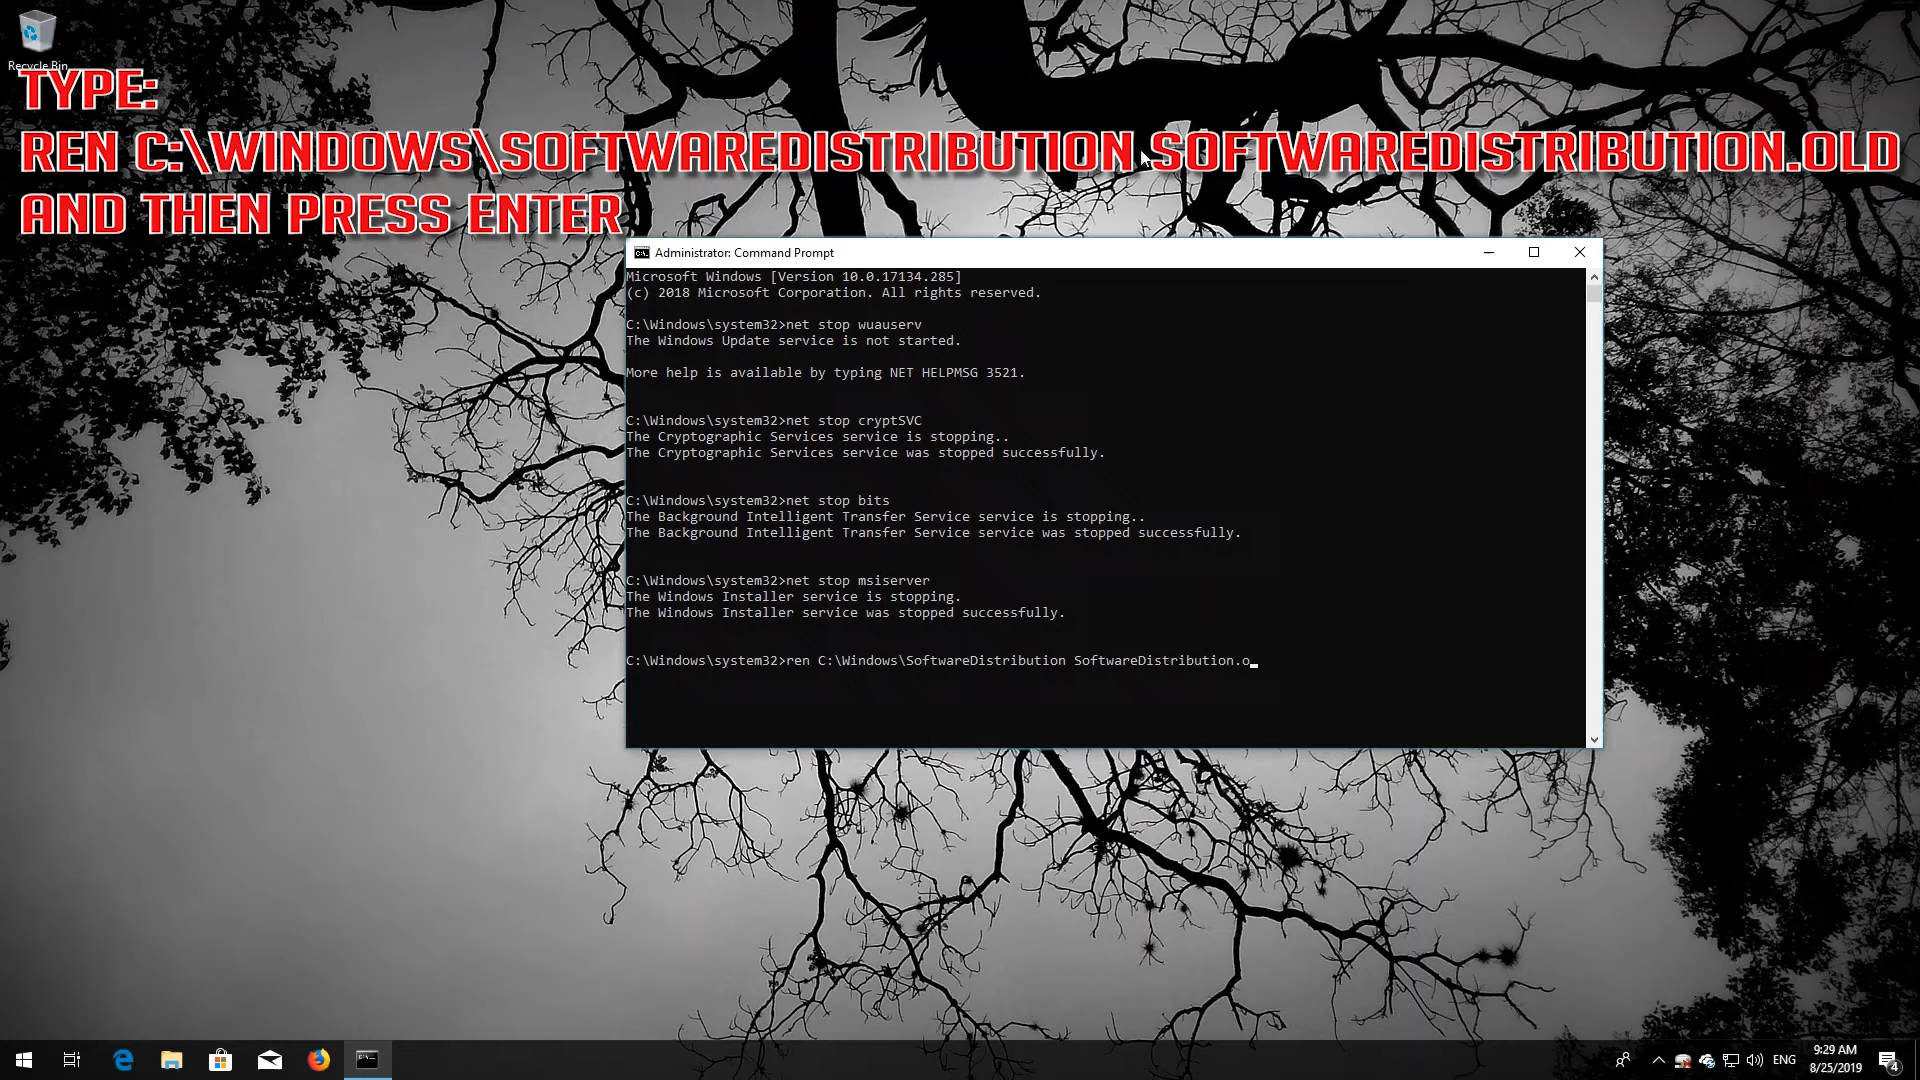 Recycle Bin
TYPE:
REN C:\WINDOWS\SOFTWAREDISTRIBUTION SOFTWAREDISTRIBUTION.OLD
AND THEN PRESS ENTER
Administrator: Command Prompt
Microsoft Windows [Version 10.0.17134.285]
(c) 2018 Microsoft Corporation. All rights reserved.
C:\Windows\system32>net stop wuauserv
The Windows Update service is not started.
More help is available by typing NET HELPMSG 3521.
C:\Windows\system32>net stop cryptSVC
The Cryptographic Services service is stopping..
The Cryptographic Services service was stopped successfully.
C:\Windows\system32>net stop bits
The Background Intelligent Transfer Service service is stopping..
The Background Intelligent Transfer Service service was stopped successfully.
C:\Windows\system32>net stop msiserver
The Windows Installer service is stopping.
The Windows Installer service was stopped successfully.
C:\Windows\system32>ren C:\Windows\SoftwareDistribution SoftwareDistribution.o_
ENG
9:29 AM
8/25/2019
4